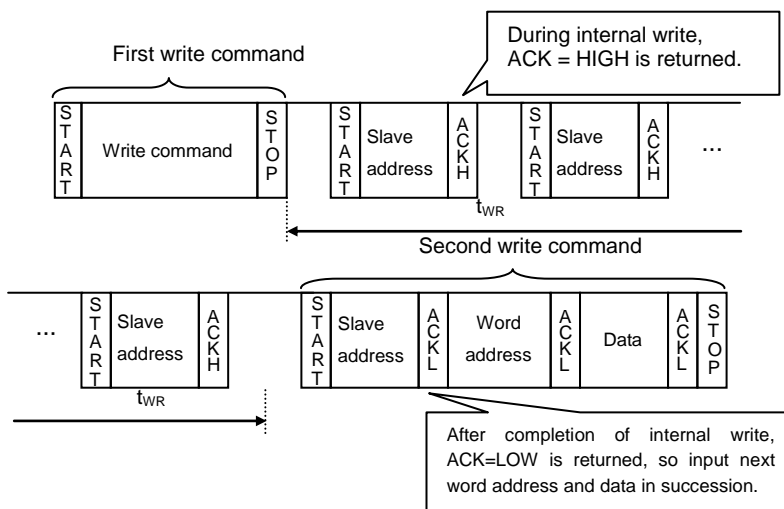 First write command
During internal write,
ACK = HIGH is returned.
START
Write command
STOP
START
Slave
address
ACKH
START
Slave
address
ACKH
...
tWR
Second write command
...
START
Slave
address
ACKH
START
Slave
address
ACKL
Word
address
ACKL
Data
ACKL
STOP
tWR
After completion of internal write,
ACK=LOW is returned, so input next
word address and data in succession.